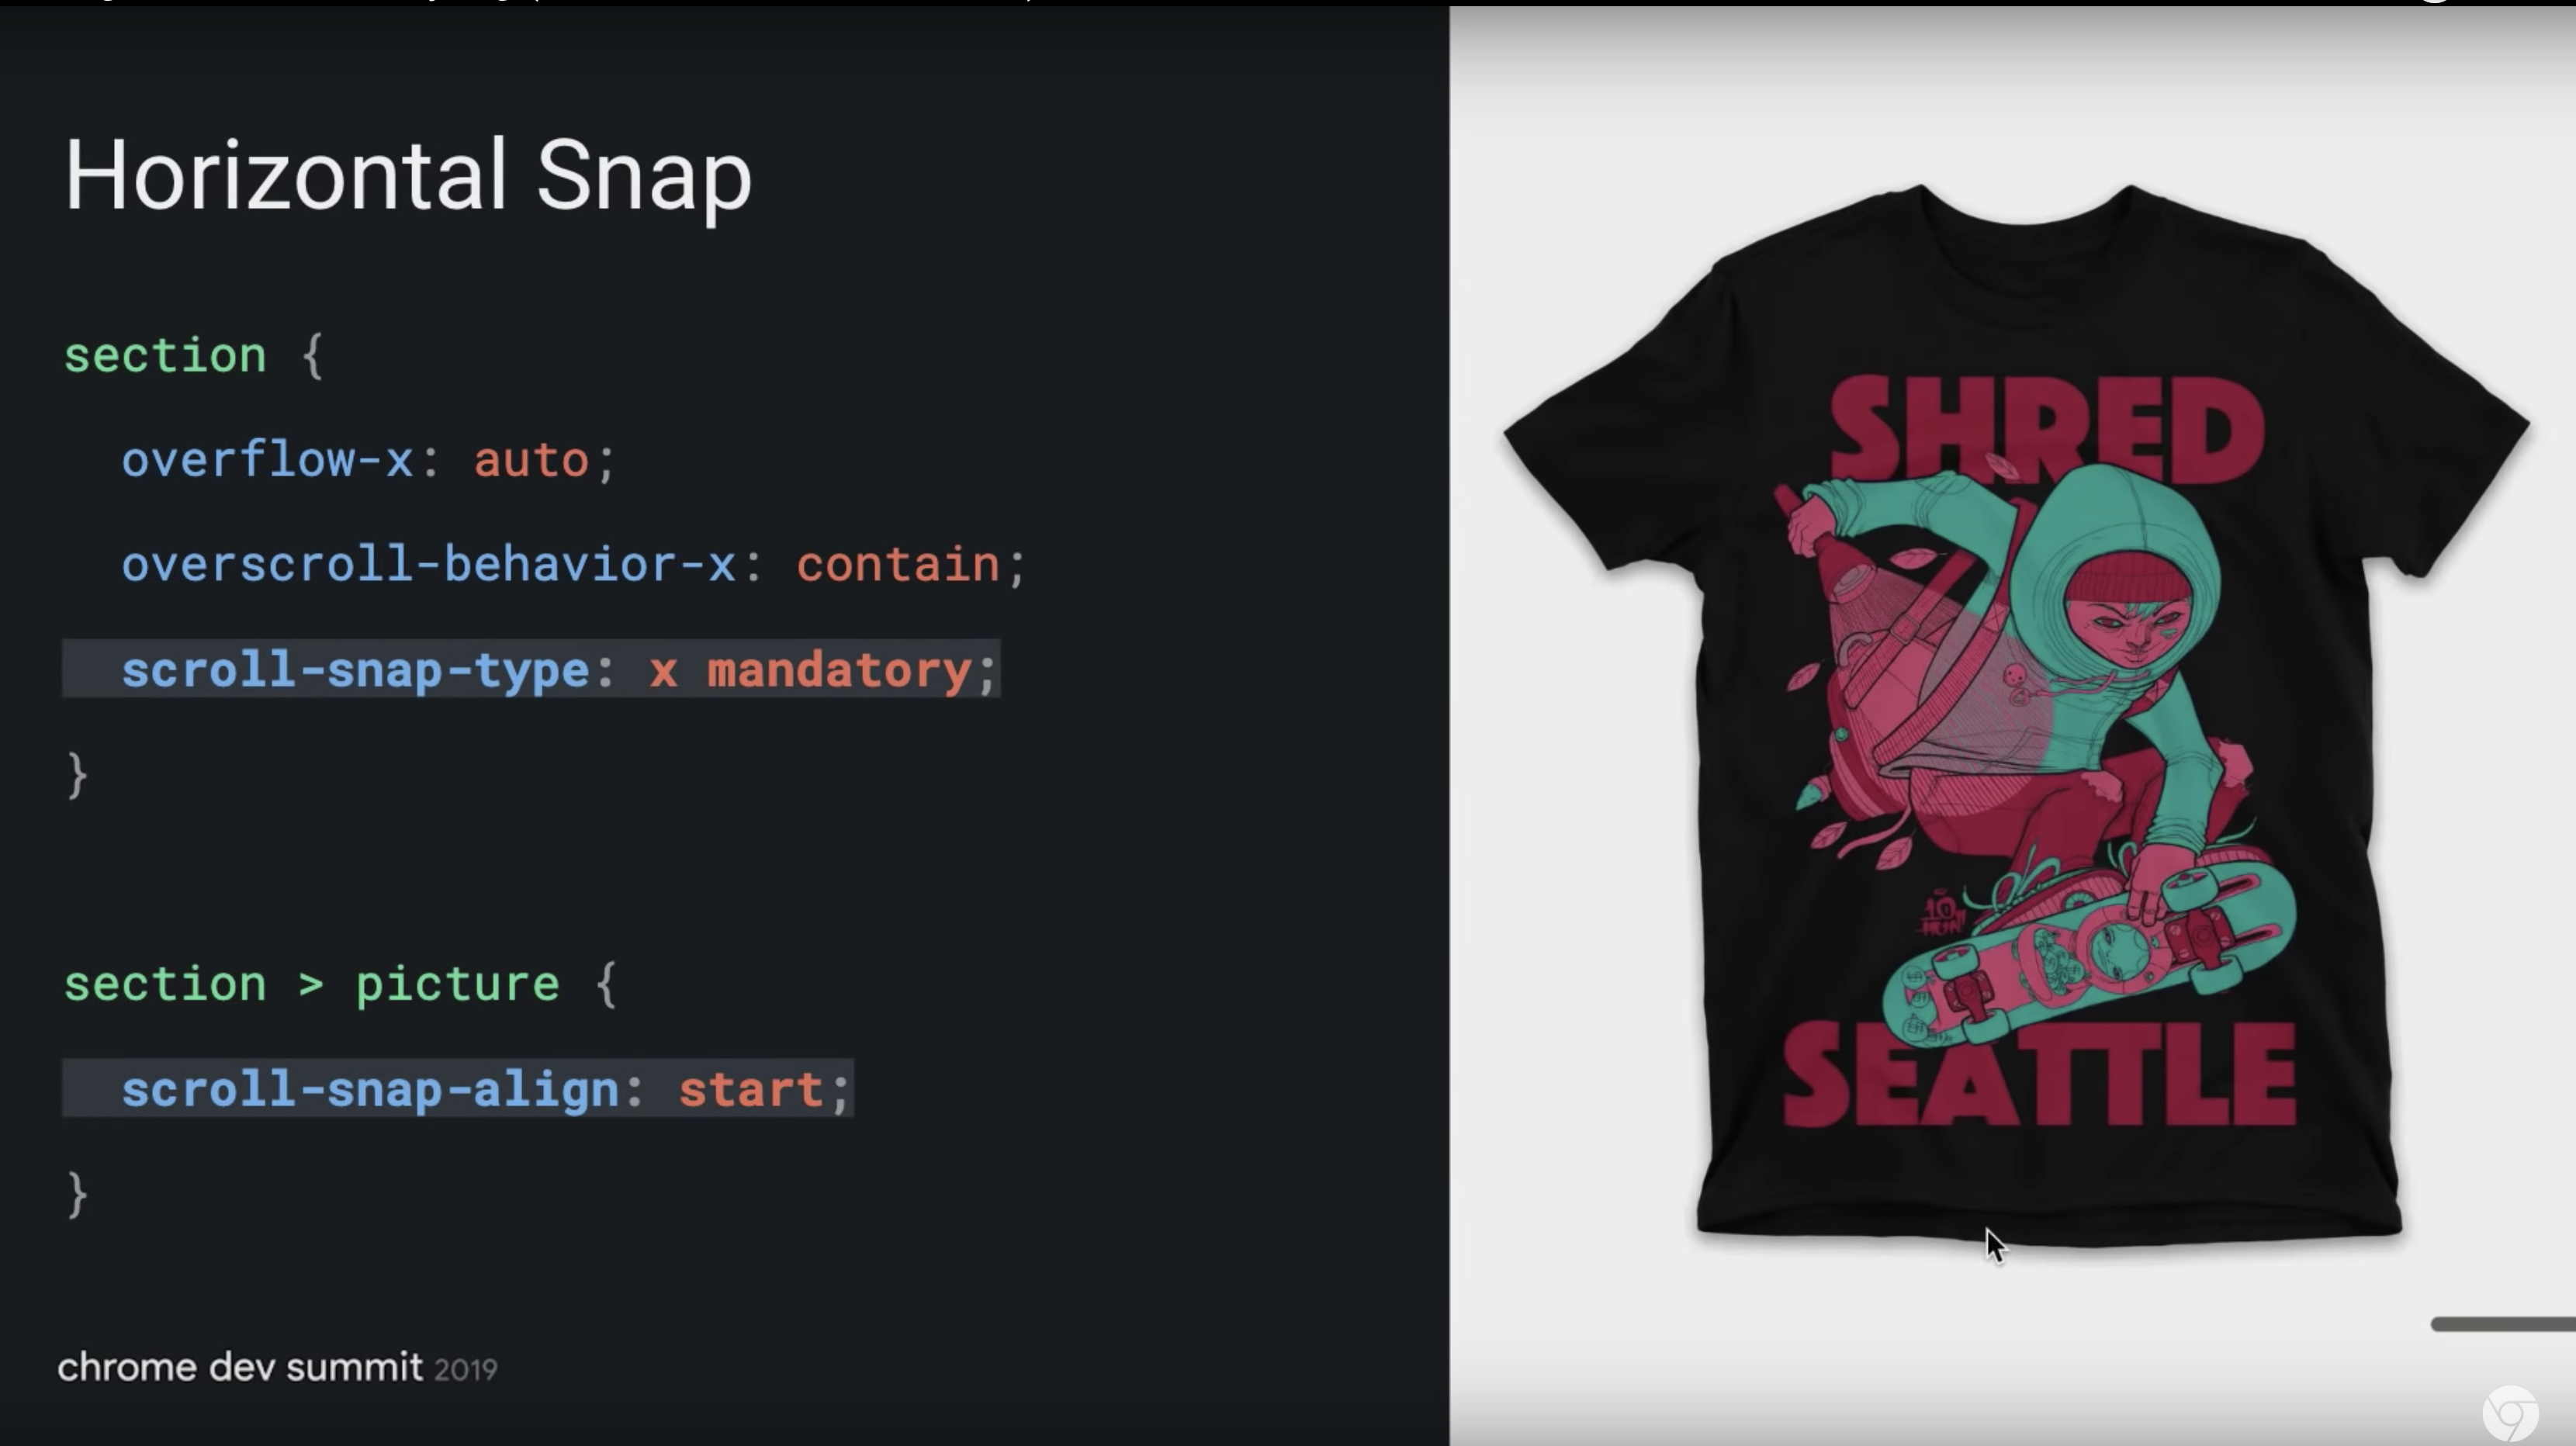 Horizontal Snap
section {
overflow-x: auto;
overscroll-behavior-x: contain;
scroll-snap-type: x mandatory;
}
section > picture {
scroll-snap-align: start;
}
chrome dev summit 2019
SHRED
SEATTLE